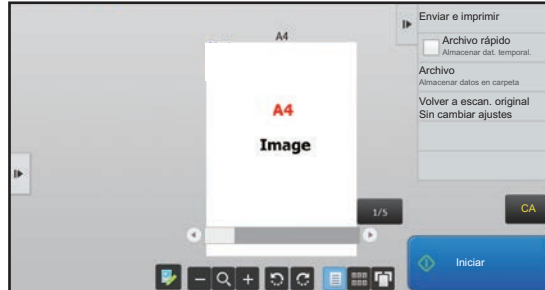 A4
A4
Image
1/5
Enviar e imprimir
Archivo rápido
Almacenar dat. temporal.
Archivo
Almacenar datos en carpeta
Volver a escan. original
Sin cambiar ajustes
CA
Iniciar